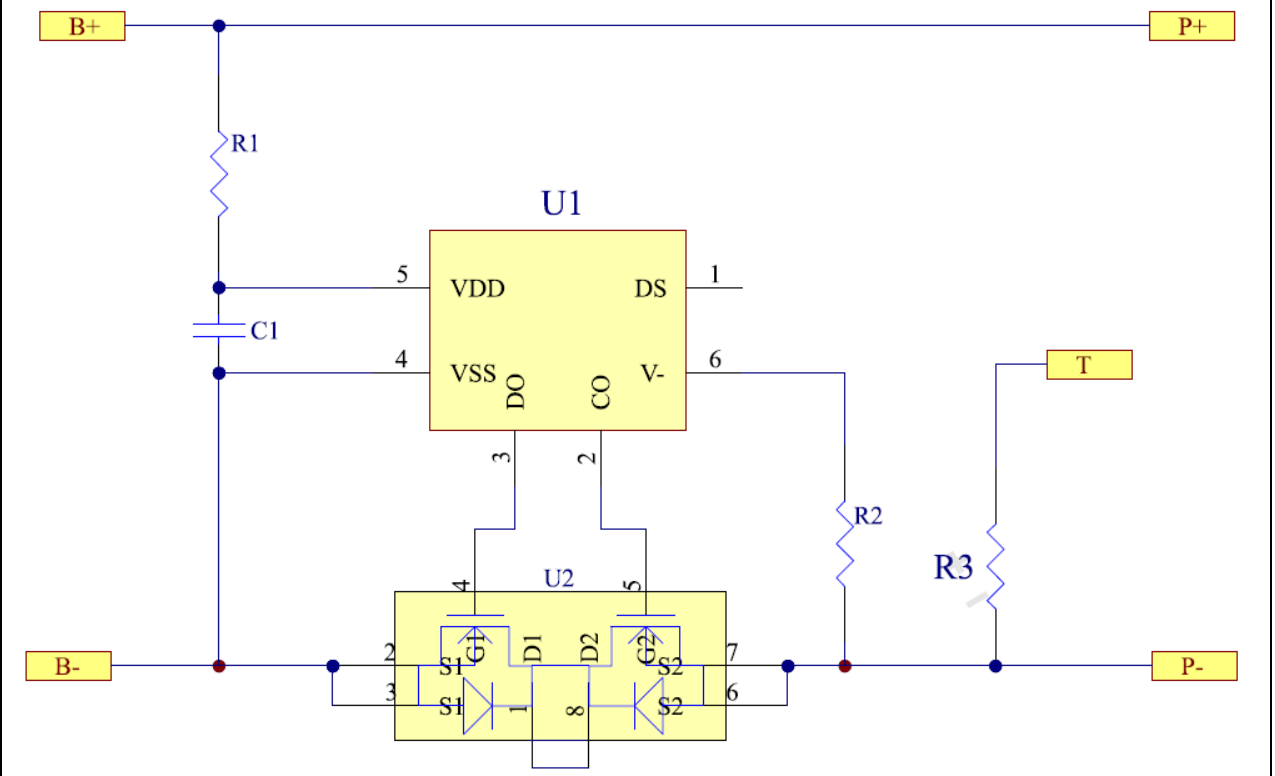 B+
P+
R1
U1
5
VDD
DS
1
C1
4
VSS
DO
CO
V-
6
T
3
2
R2
R3
U2
4
5
B-
2
S1
G1
D1
D2
G2
S2
7
P-
3
S1
1
8
S2
6